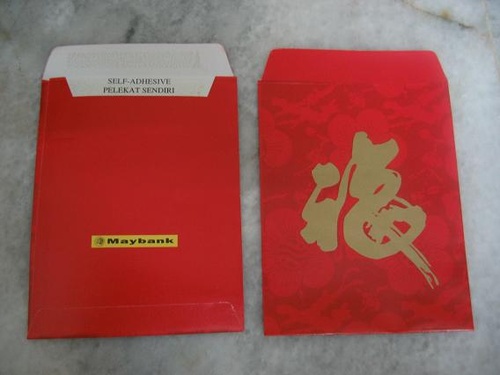 SELF-ADHESIVE
PELEKAT SENDIRI
Maybank
福